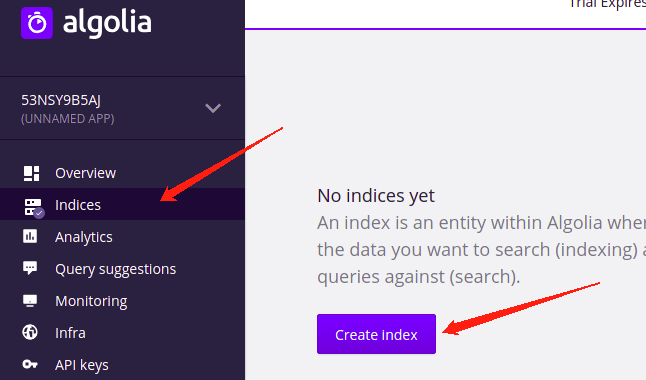 algolia
Trial Expires
53NSY9B5AJ
(UNNAMED APP)
Overview
Indices
Analytics
Query suggestions
Monitoring
Infra
API keys
No indices yet
An index is an entity within Algolia wher
the data you want to search (indexing) a
queries against (search).
Create index